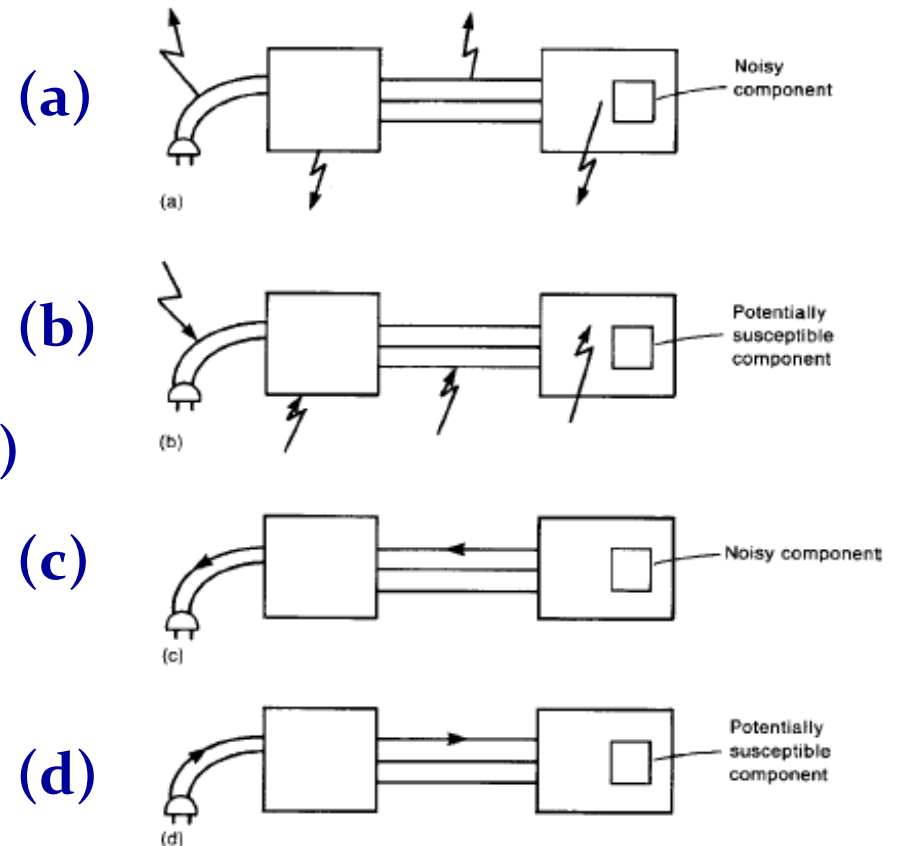 (a)
Noisy
component
(a)
(b)
Potentially
susceptible
component
(b)
)
(c)
Noisy component
(c)
(d)
Potentially
susceptible
component
(d)